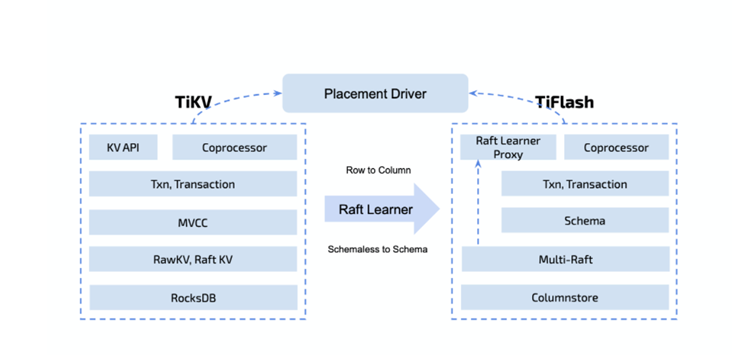 Placement Driver
TiKV
KV API
Coprocessor
Txn, Transaction
MVCC
RawKV, Raft KV
RocksDB
Row to Column
Raft Learner
Schemaless to Schema
TiFlash
Raft Learner
Proxy
Coprocessor
Txn, Transaction
Schema
Multi-Raft
Columnstore